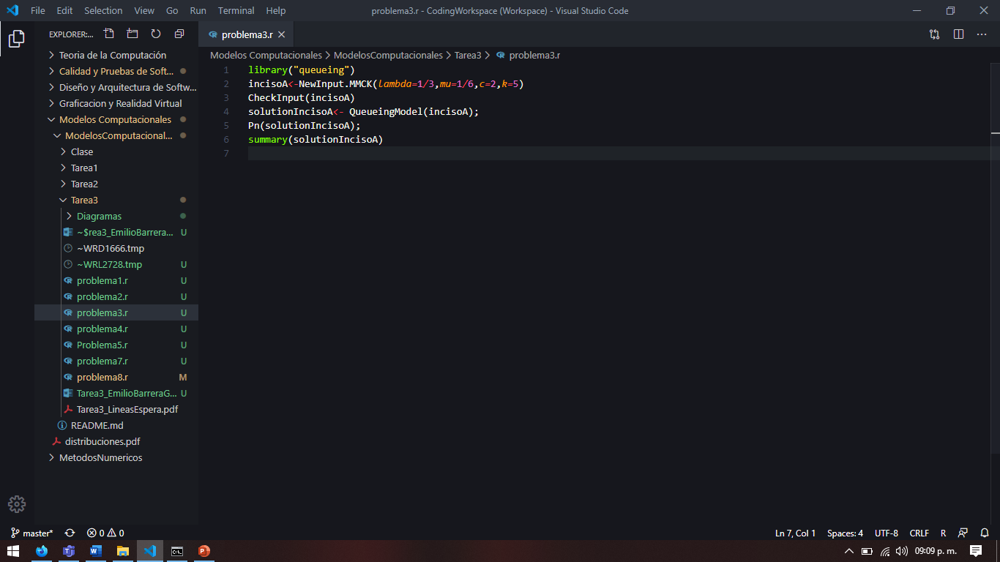 File Edit Selection View Go Run Terminal Help
problema3.r - CodingWorkspace (Workspace) - Visual Studio Code
EXPLORER:...
Teoria de la Computación
Calidad y Pruebas de Soft...
Diseño y Arquitectura de Softw...
Graficacion y Realidad Virtual
Modelos Computacionales
ModelosComputacional...
Clase
Tarea1
Tarea2
Tarea3
Diagramas
~$rea3_EmilioBarrera... U
~WRD1666.tmp
~WRL2728.tmp U
problema1.r U
problema2.r U
problema3.r U
problema4.r U
Problema5.r U
problema7.r U
problema8.r M
Tarea3_EmilioBarreraG... U
Tarea3_LineasEspera.pdf
README.md
distribuciones.pdf
MetodosNumericos
problema3.r
Modelos Computacionales > ModelosComputacionales > Tarea3 > problema3.r
1 library("queueing")
2 incisoA<-NewInput.MMCK(lambda=1/3,mu=1/6,c=2,k=5)
3 CheckInput(incisoA)
4 solutionIncisoA<- QueueingModel(incisoA);
5 Pn(solutionIncisoA);
6 summary(solutionIncisoA)
7
master* 0 0
Ln 7, Col 1 Spaces: 4 UTF-8 CRLF R
09:09 p. m.